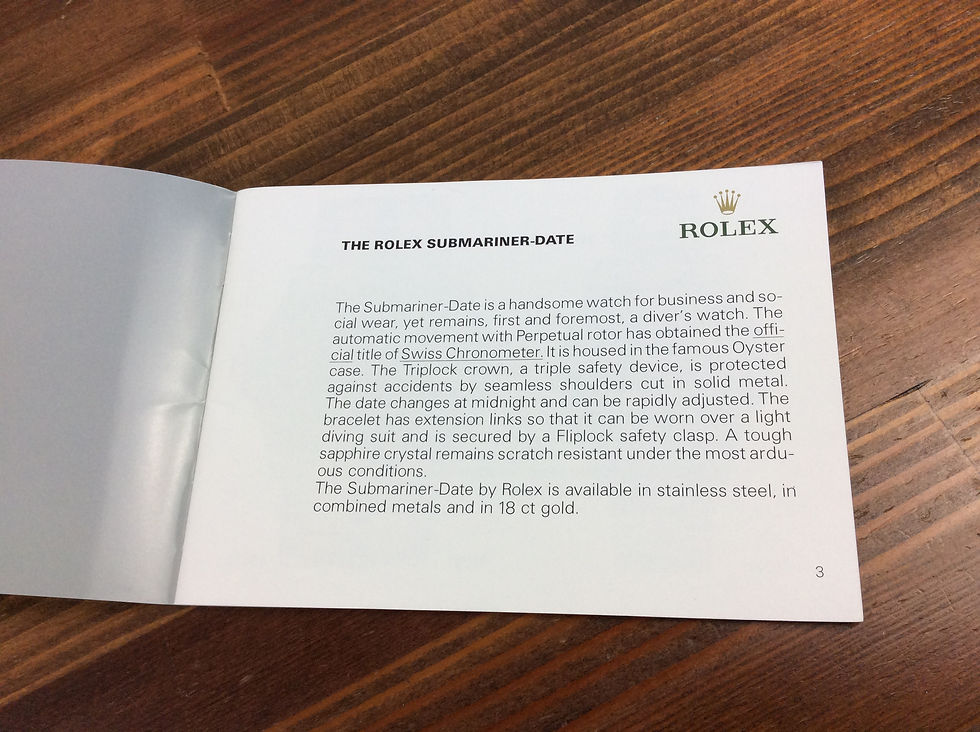 ROLEX
THE ROLEX SUBMARINER-DATE
The Submariner-Date is a handsome watch for business and so-
cial wear, yet remains, first and foremost, a diver's watch. The
automatic movement with Perpetual rotor has obtained the offi-
cial title of Swiss Chronometer. It is housed in the famous Oyster
case. The Triplock crown, a triple safety device, is protected
against accidents by seamless shoulders cut in solid metal.
The date changes at midnight and can be rapidly adjusted. The
bracelet has extension links so that it can be worn over a light
diving suit and is secured by a Fliplock safety clasp. A tough
sapphire crystal remains scratch resistant under the most ardu-
ous conditions.
The Submariner-Date by Rolex is available in stainless steel, in
combined metals and in 18 ct gold.
3